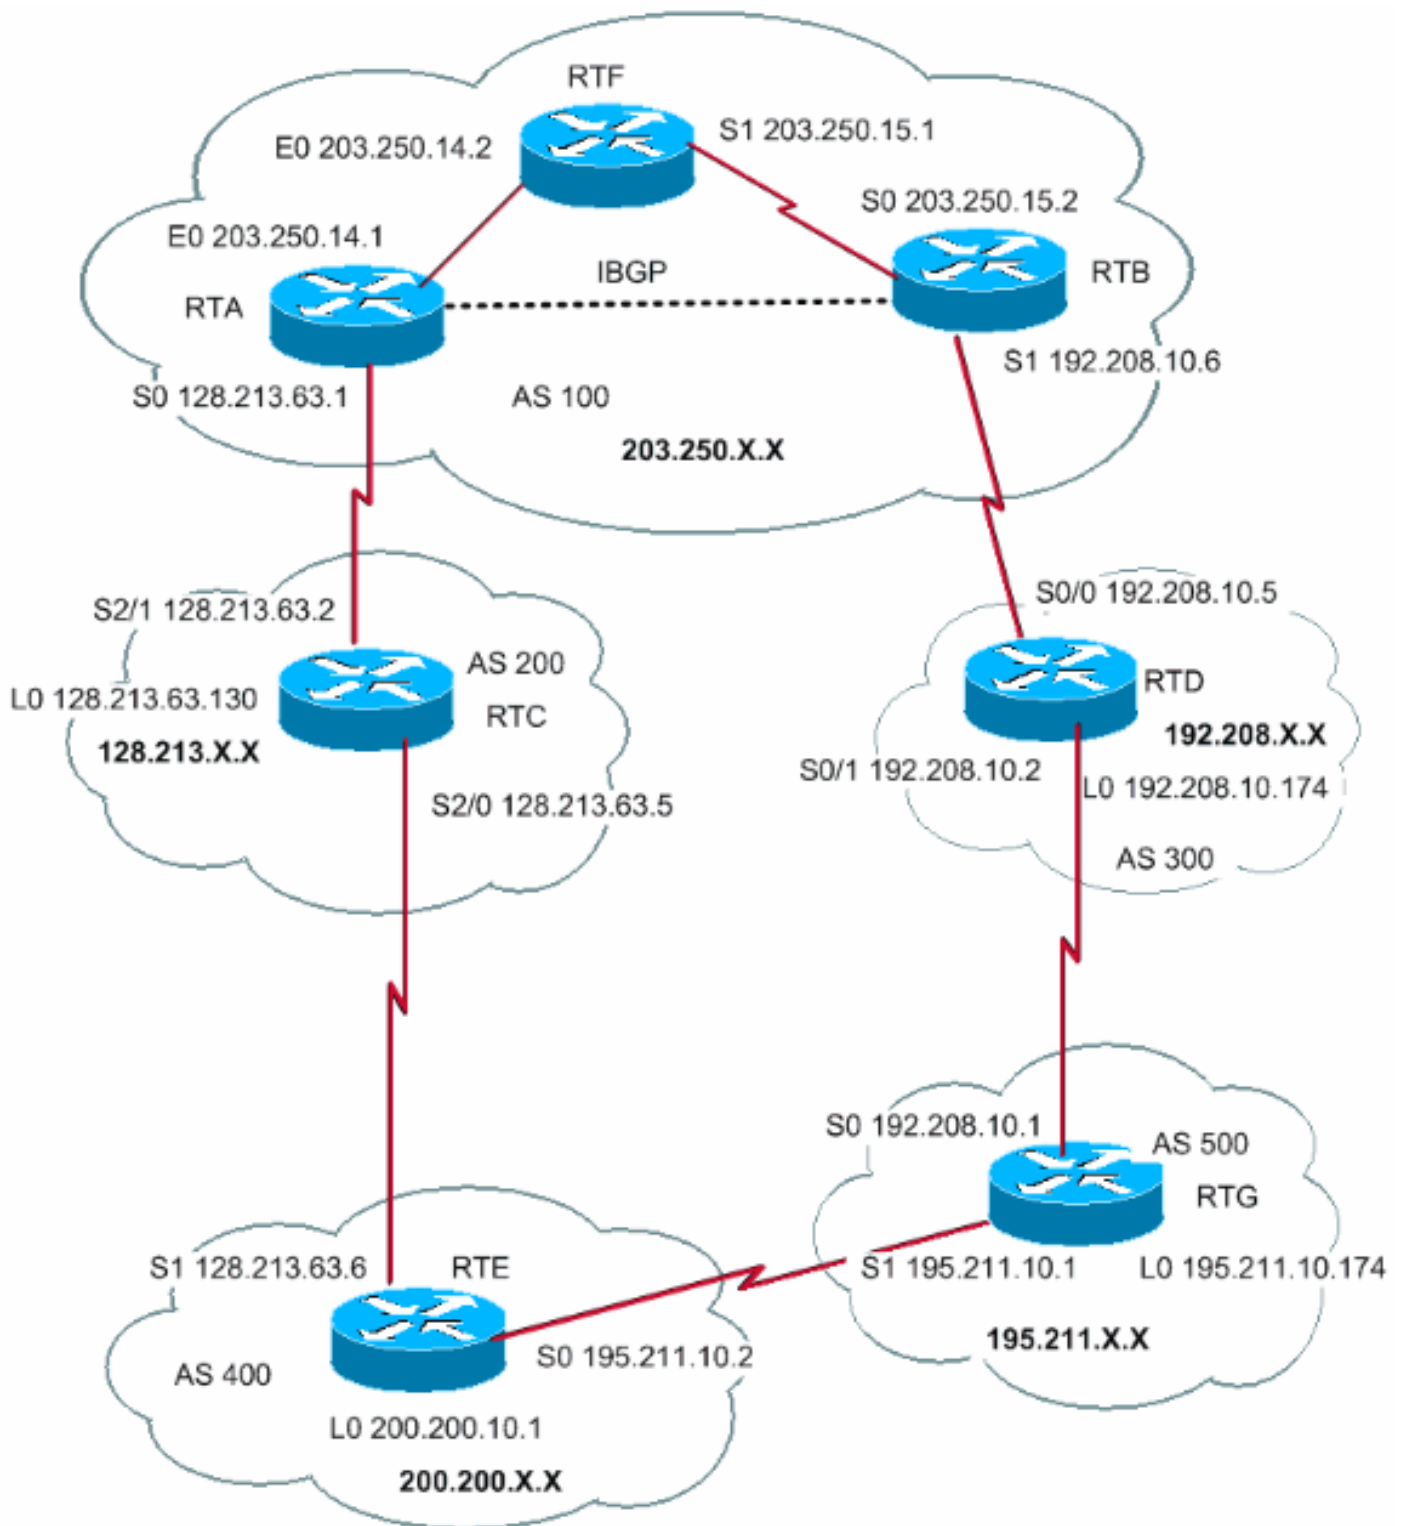 RTF
S1 203.250.15.1
E0 203.250.14.2
S0 203.250.15.2
E0 203.250.14.1
IBGP
RTB
RTA
S1 192.208.10.6
S0 128.213.63.1
AS 100
203.250.X.X
S0/0 192.208.10.5
S2/1 128.213.63.2
AS 200
RTD
L0 128.213.63.130
RTC
192.208.X.X
128.213.X.X
S0/1 192.208.10.2
L0 192.208.10.174
S2/0 128.213.63.5
AS 300
S0 192.208.10.1
AS 500
RTG
S1 128.213.63.6
RTE
S1 195.211.10.1
L0 195.211.10.174
195.211.X.X
S0 195.211.10.2
AS 400
L0 200.200.10.1
200.200.X.X